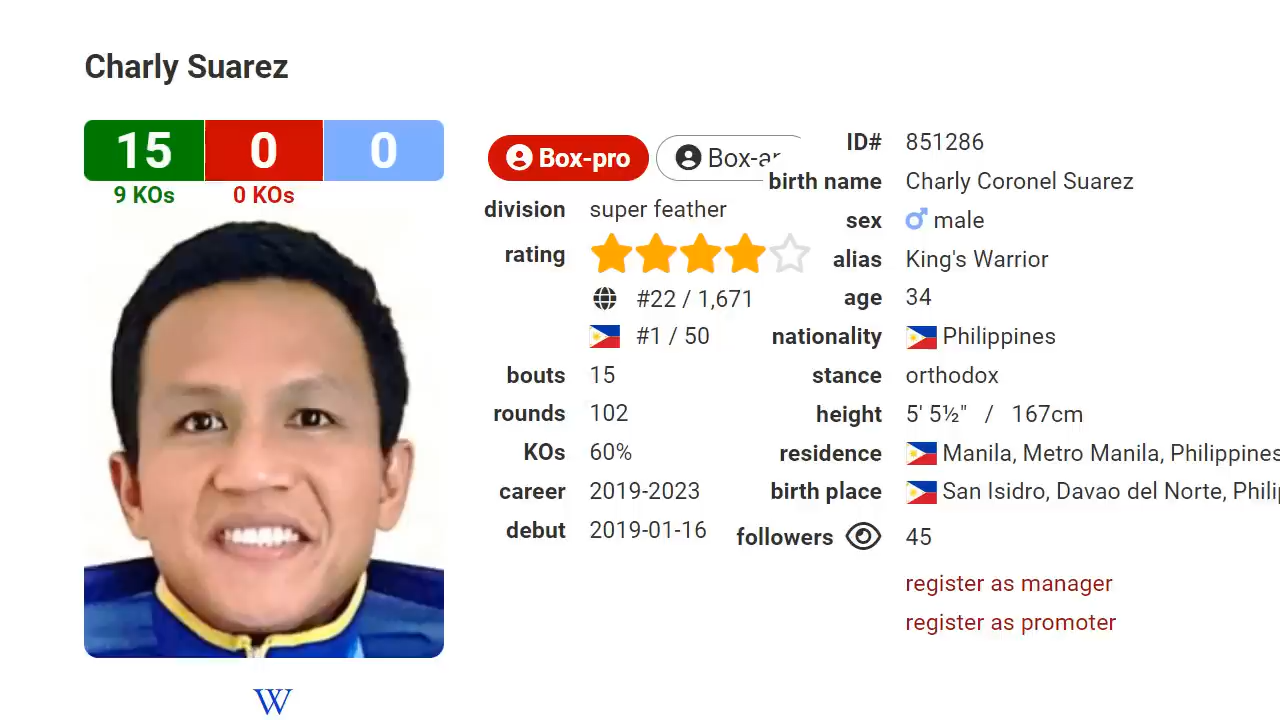 Charly Suarez
15 0 0
9 KOs 0 KOs
Box-pro
division super feather
rating
#22 / 1,671
#1 / 50
bouts 15
rounds 102
KOs 60%
career 2019-2023
debut 2019-01-16
ID# 851286
birth name Charly Coronel Suarez
sex male
alias King's Warrior
age 34
nationality Philippines
stance orthodox
height 5' 5½" / 167cm
residence Manila, Metro Manila, Philippines
birth place San Isidro, Davao del Norte,
followers 45
register as manager
register as promoter
W